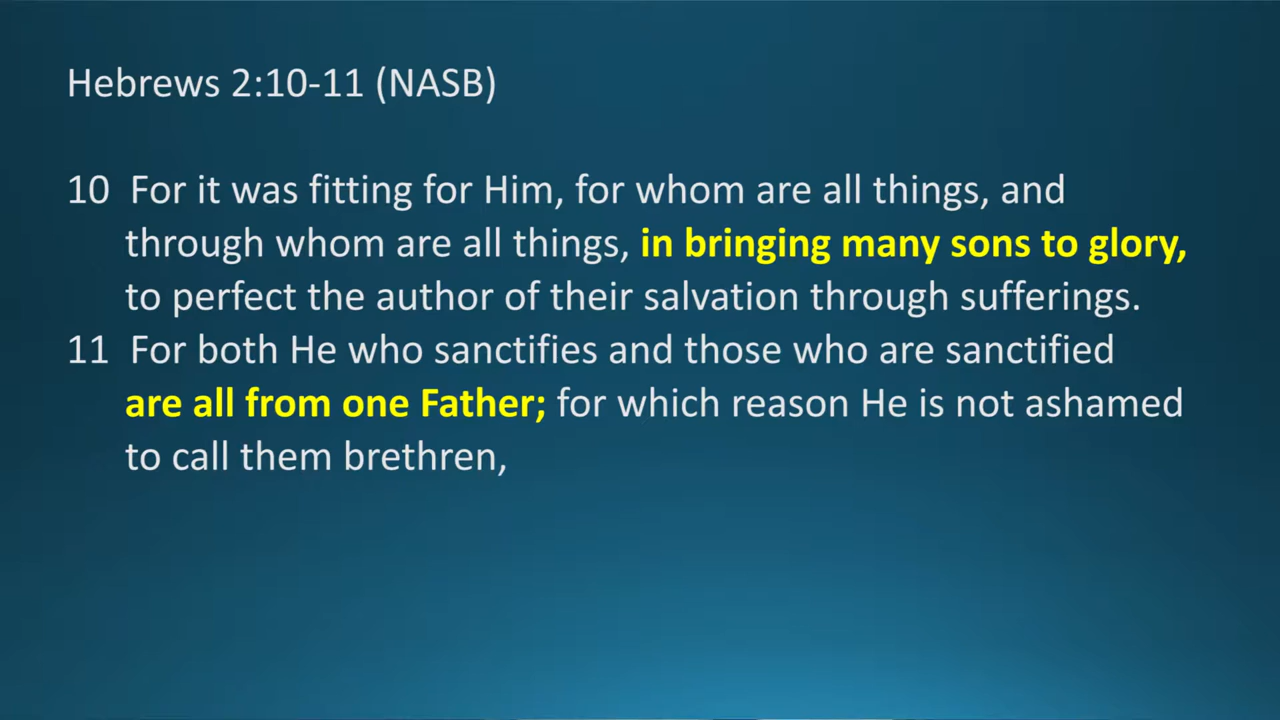 Hebrews 2:10-11 (NASB)
10 For it was fitting for Him, for whom are all things, and
through whom are all things, in bringing many sons to glory,
to perfect the author of their salvation through sufferings.
11 For both He who sanctifies and those who are sanctified
are all from one Father; for which reason He is not ashamed
to call them brethren,